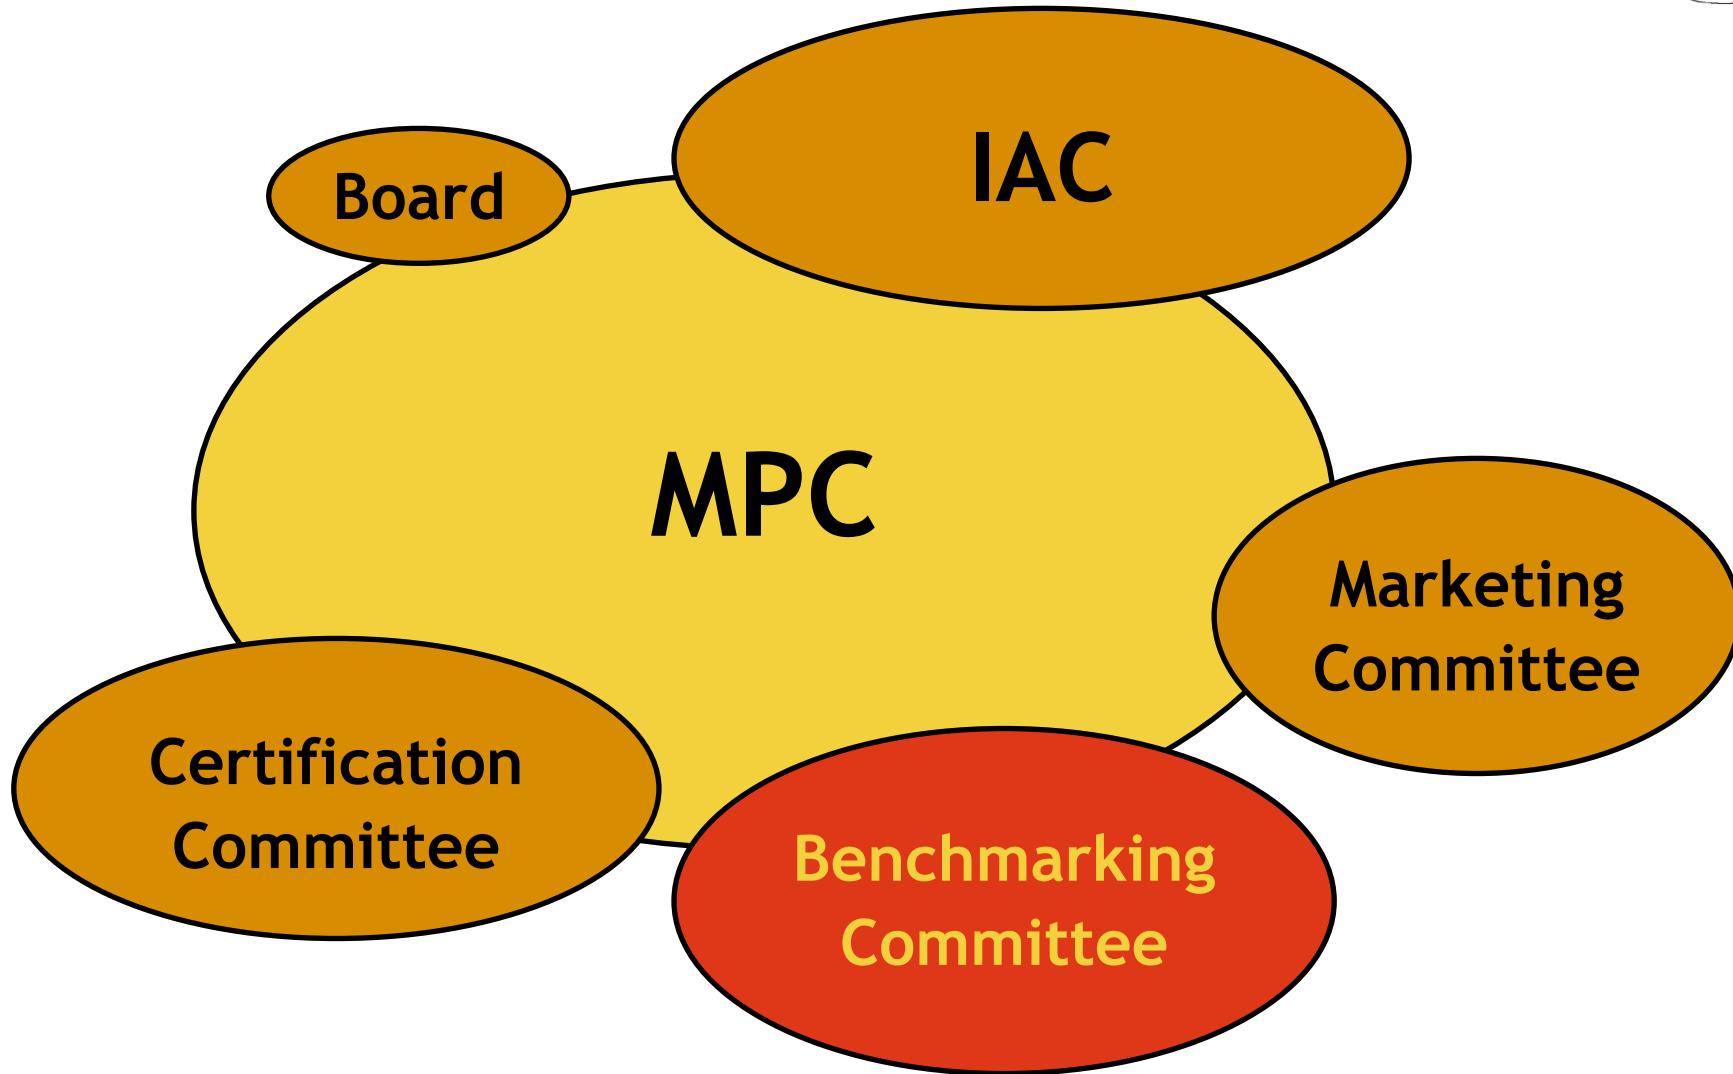 IAC
Board
MPC
Marketing
Committee
Certification
Committee
Benchmarking
Committee